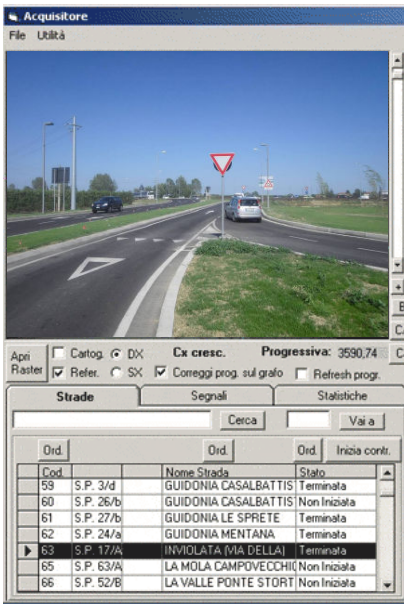 Acquisitore
File Utilità
+
Apri
Raster
Cartog. DX Cx cresc. Progressiva: 3590,74
Refer. SX Correggi prog. sul grafo Refresh progr.
Strade Segnali Statistiche
Cerca Vai a
Ord. Ord. Ord. Inizia contr.
Cod. Nome Strada Stato
59 S.P. 3/d GUIDONIA CASALBATTIS Terminata
60 S.P. 26/b GUIDONIA CASALBATTIS Non Iniziata
61 S.P. 27/b GUIDONIA LE SPRETE Terminata
62 S.P. 24/a GUIDONIA MENTANA Terminata
63 S.P. 17/A INVIOLATA (VIA DELLA) Terminata
65 S.P. 63/A LA MOLA CAMPOVECCHIO Non Iniziata
66 S.P. 52/B LA VALLE PONTE STORT Non Iniziata